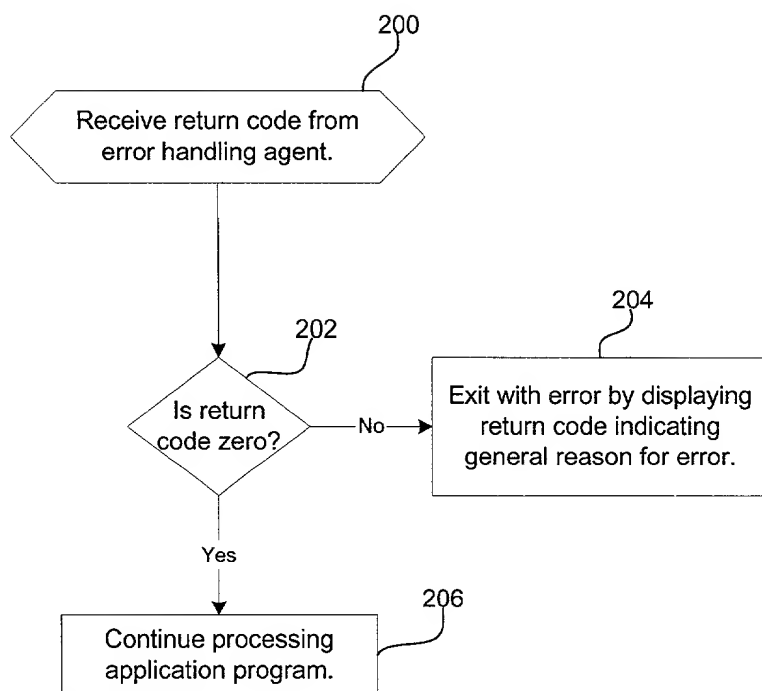 200
Receive return code from
error handling agent.
202
Is return
code zero?
No
204
Exit with error by displaying
return code indicating
general reason for error.
Yes
206
Continue processing
application program.